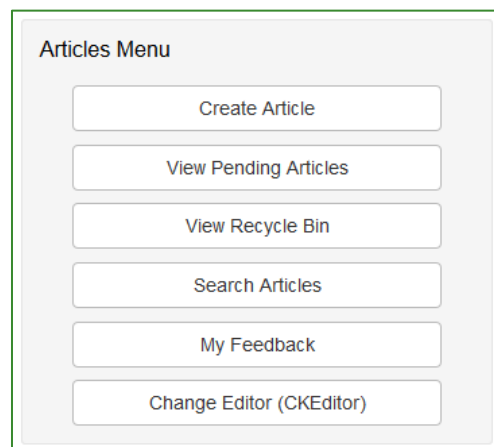 Articles Menu
Create Article
View Pending Articles
View Recycle Bin
Search Articles
My Feedback
Change Editor (CKEditor)